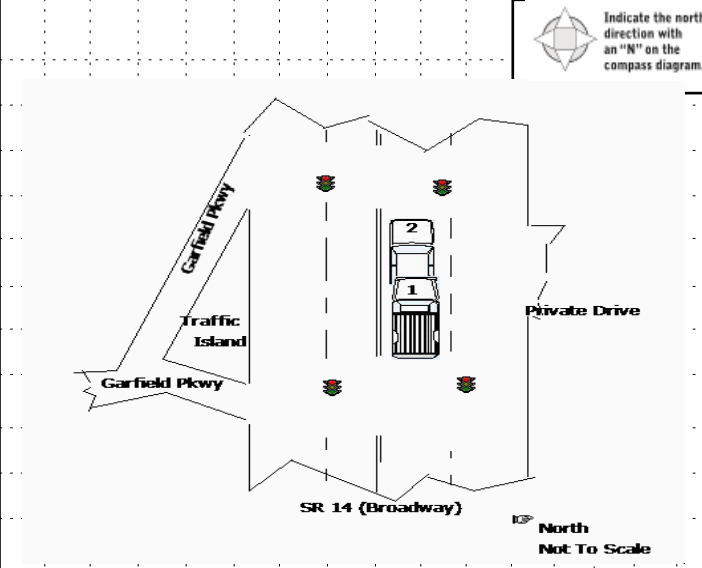 Indicate the north
direction with
an "N" on the
compass diagram.
Garfield Pkwy
2
1
Traffic
Island
Private Drive
Garfield Pkwy
SR 14 (Broadway)
North
Not To Scale